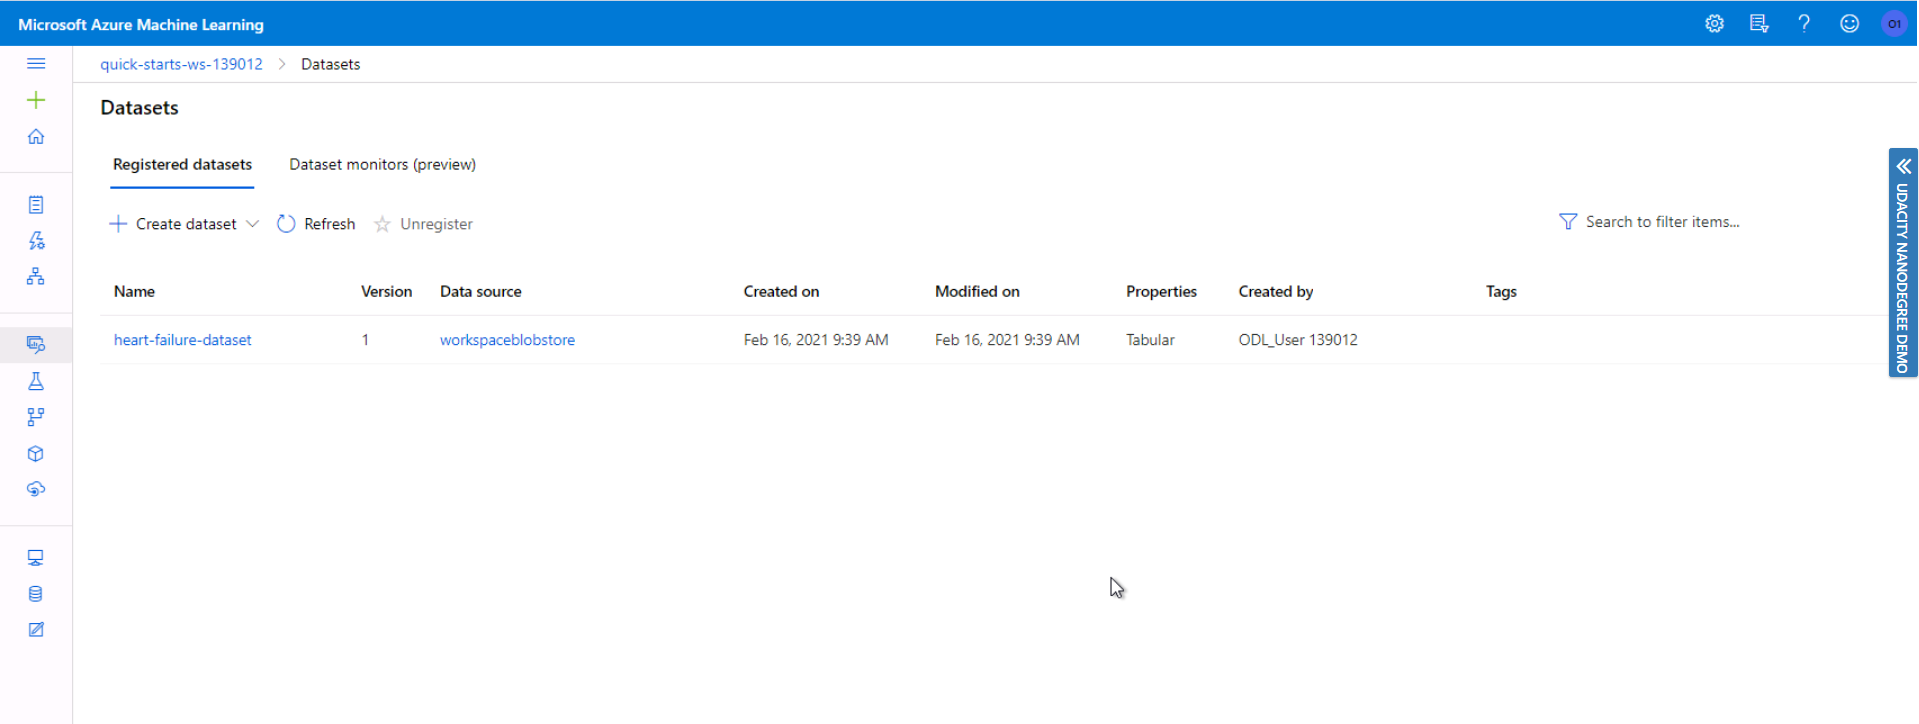 Microsoft Azure Machine Learning
O1
quick-starts-ws-139012 > Datasets
Datasets
Registered datasets Dataset monitors (preview)
Create dataset Refresh Unregister Search to filter items...
Name Version Data source Created on Modified on Properties Created by Tags
heart-failure-dataset 1 workspaceblobstore Feb 16, 2021 9:39 AM Feb 16, 2021 9:39 AM Tabular ODL_User 139012
UDACITY NANODEGREE DEMO